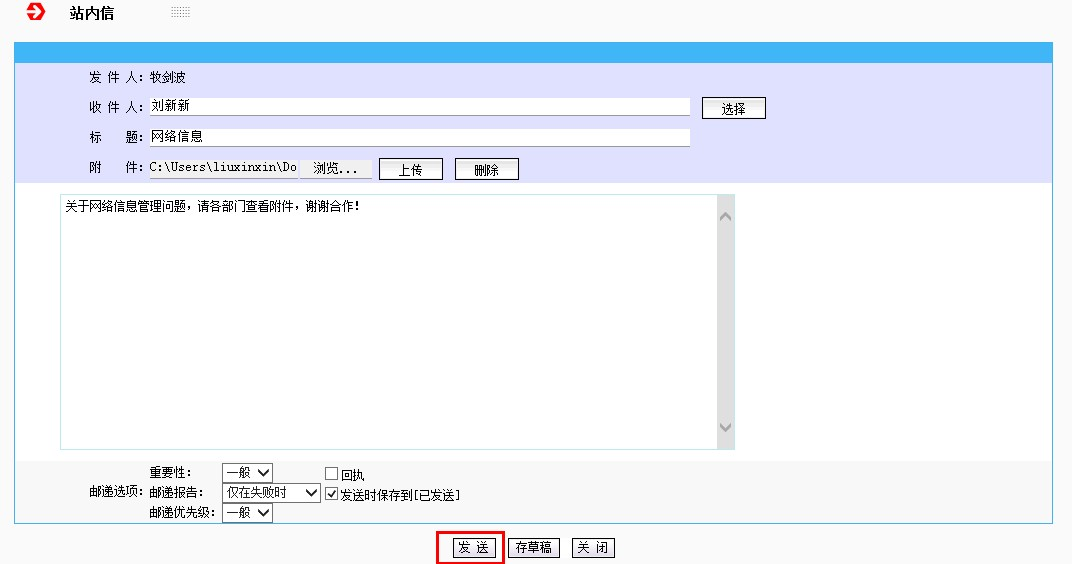 站内信
发 件 人：牧剑波
收 件 人：刘新新 选择
标 题：网络信息
附 件：C:\Users\liuxinxin\Do 浏览... 上传 删除
关于网络信息管理问题，请各部门查看附件，谢谢合作！
重要性： 一般 回执
邮递选项：邮递报告： 仅在失败时 发送时保存到[已发送]
邮递优先级：一般
发 送 存草稿 关 闭